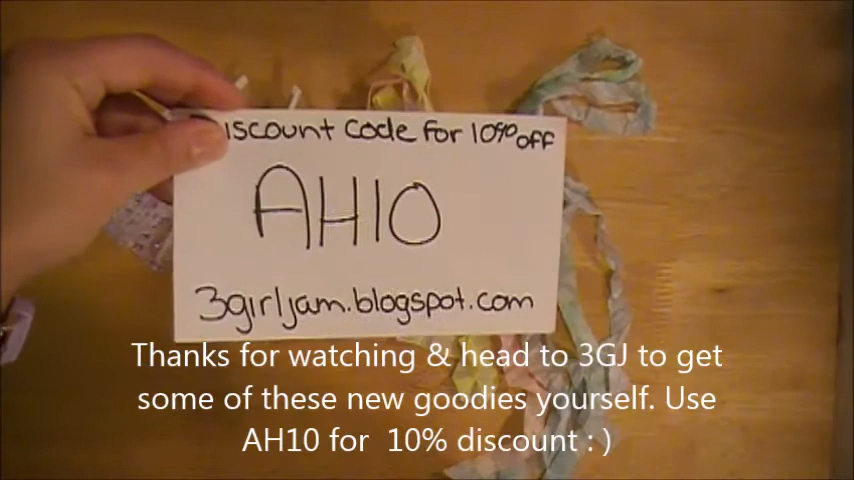 iscount Code for 10% off
AH10
3girljam.blogspot.com
Thanks for watching & head to 3GJ to get
some of these new goodies yourself. Use
AH10 for  10% discount : )